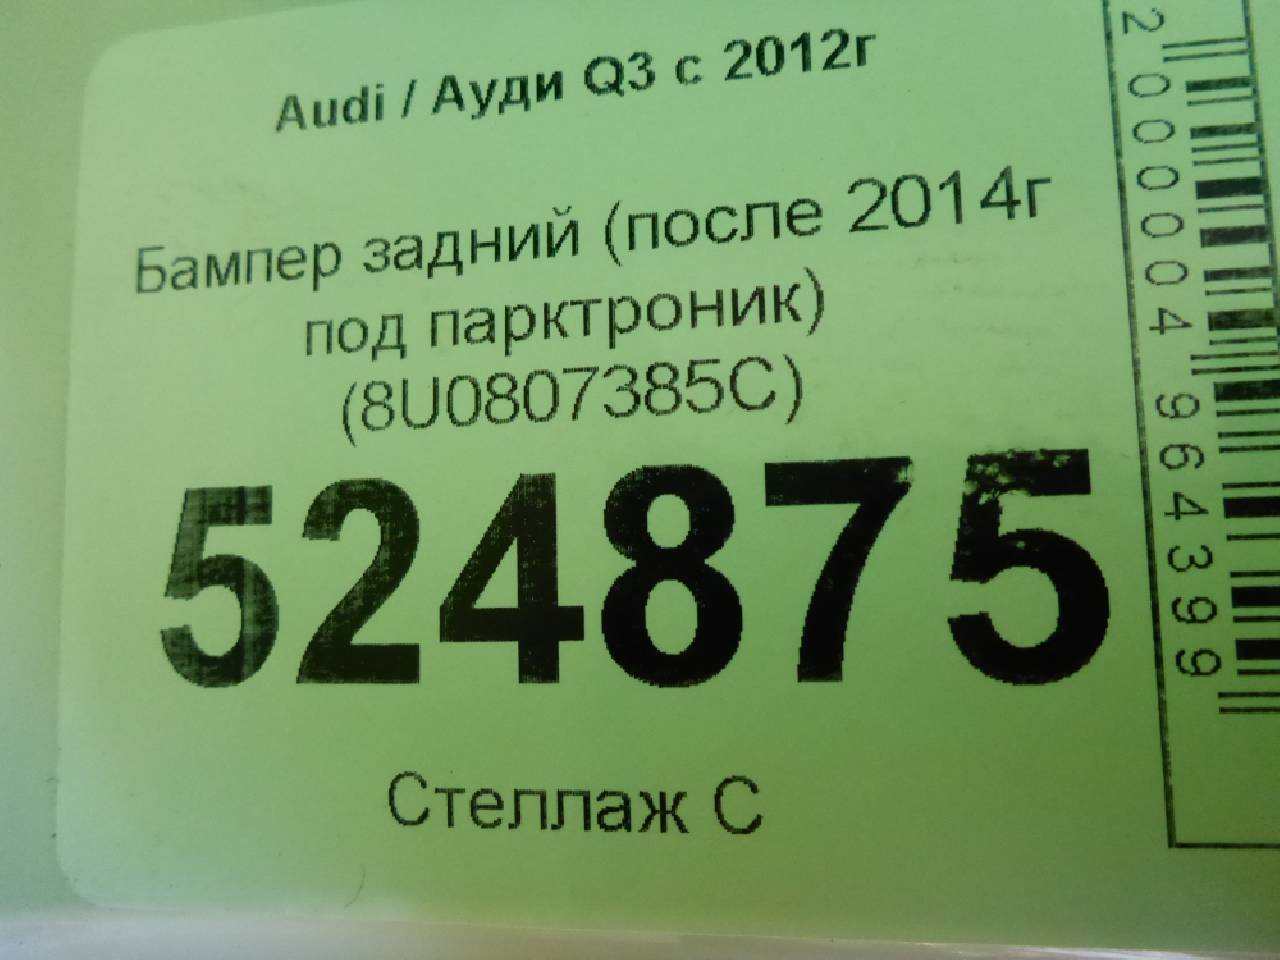 Audi / Ауди Q3 с 2012г
Бампер задний (после 2014г
под парктроник)
(8U0807385C)
524875
Стеллаж С
2000004964399